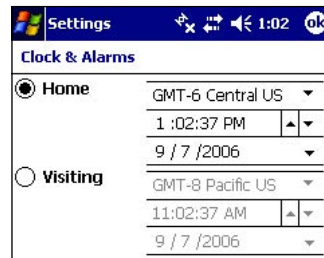 Settings 1:02 ok
Clock & Alarms
Home GMT-6 Central US
1 :02:37 PM
9 / 7 /2006
Visiting GMT-8 Pacific US
11:02:37 AM
9 / 7 /2006